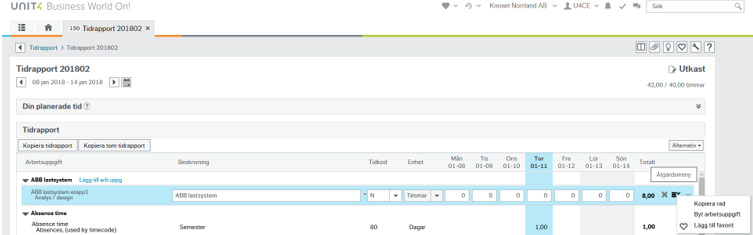 UNIT4 Business World On!
Knowit Norrland AB
U4CE
Sök
150 Tidrapport 201802 ×
Tidrapport > Tidrapport 201802
Tidrapport 201802
Utkast
08 jan 2018 - 14 jan 2018
42,00 / 40,00 timmar
Din planerade tid
Tidrapport
Kopiera tidrapport
Kopiera tom tidrapport
Alternativ
Arbetsuppgift Beskrivning Tidkod Enhet Mån 01-08 Tis 01-09 Ons 01-10 Tor 01-11 Fre 01-12 Lör 01-13 Sön 01-14 Totalt
Åtgärdsmeny
ABB lastsystem Lägg till arb.uppg.
ABB lastsystem etapp1 ABB lastsystem * N Timmar 0 8 0 0 0 0 0 8,00
Analys / design
Kopiera rad
Byt arbetsuppgift
Lägg till favorit
Absence time
Absence time
Absences, (used by timecode) Semester 80 Dagar 1,00 1,00